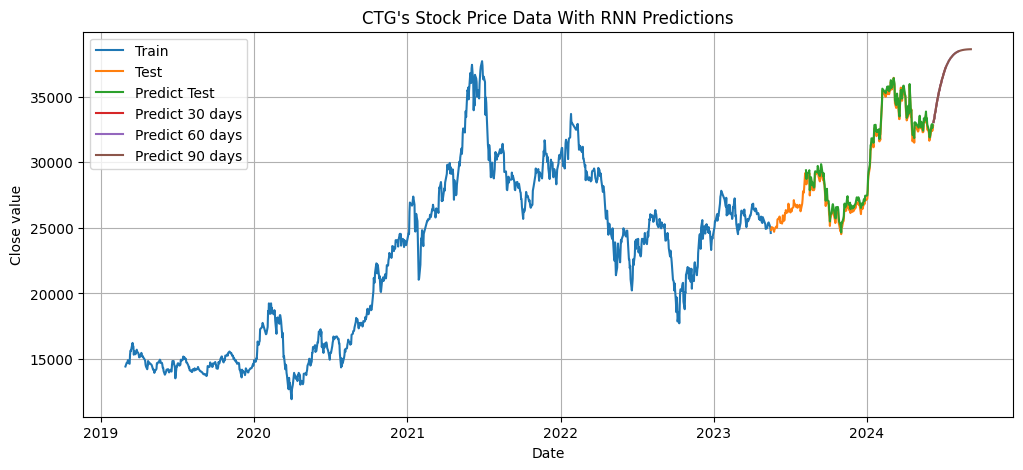 CTG's Stock Price Data With RNN Predictions
Train
Test
Predict Test
Predict 30 days
Predict 60 days
Predict 90 days
Close value
35000
30000
25000
20000
15000
2019
2020
2021
2022
2023
2024
Date